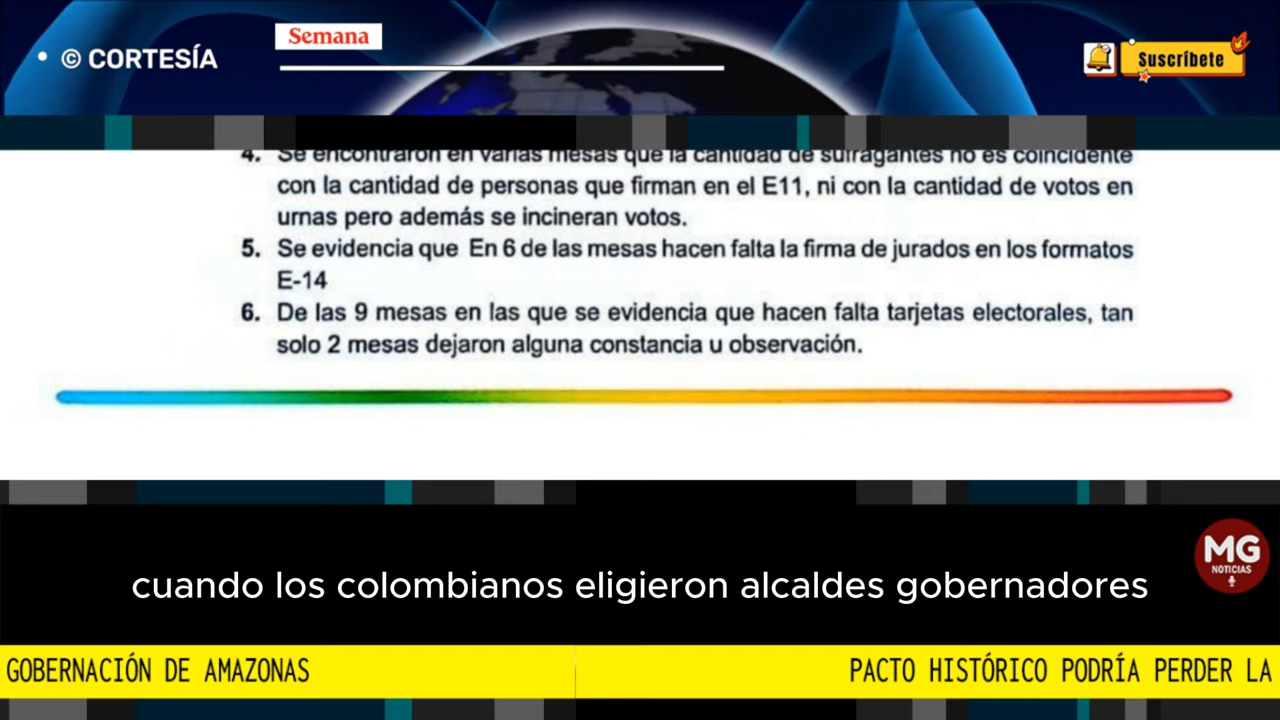 © CORTESÍA
Semana
Suscríbete
4. Se encontraron en varias mesas que la cantidad de sufragantes no es coincidente
con la cantidad de personas que firman en el E11, ni con la cantidad de votos en
urnas pero además se incineran votos.
5. Se evidencia que En 6 de las mesas hacen falta la firma de jurados en los formatos
E-14
6. De las 9 mesas en las que se evidencia que hacen falta tarjetas electorales, tan
solo 2 mesas dejaron alguna constancia u observación.
MG
NOTICIAS
cuando los colombianos eligieron alcaldes gobernadores
GOBERNACIÓN DE AMAZONAS
PACTO HISTÓRICO PODRÍA PERDER LA